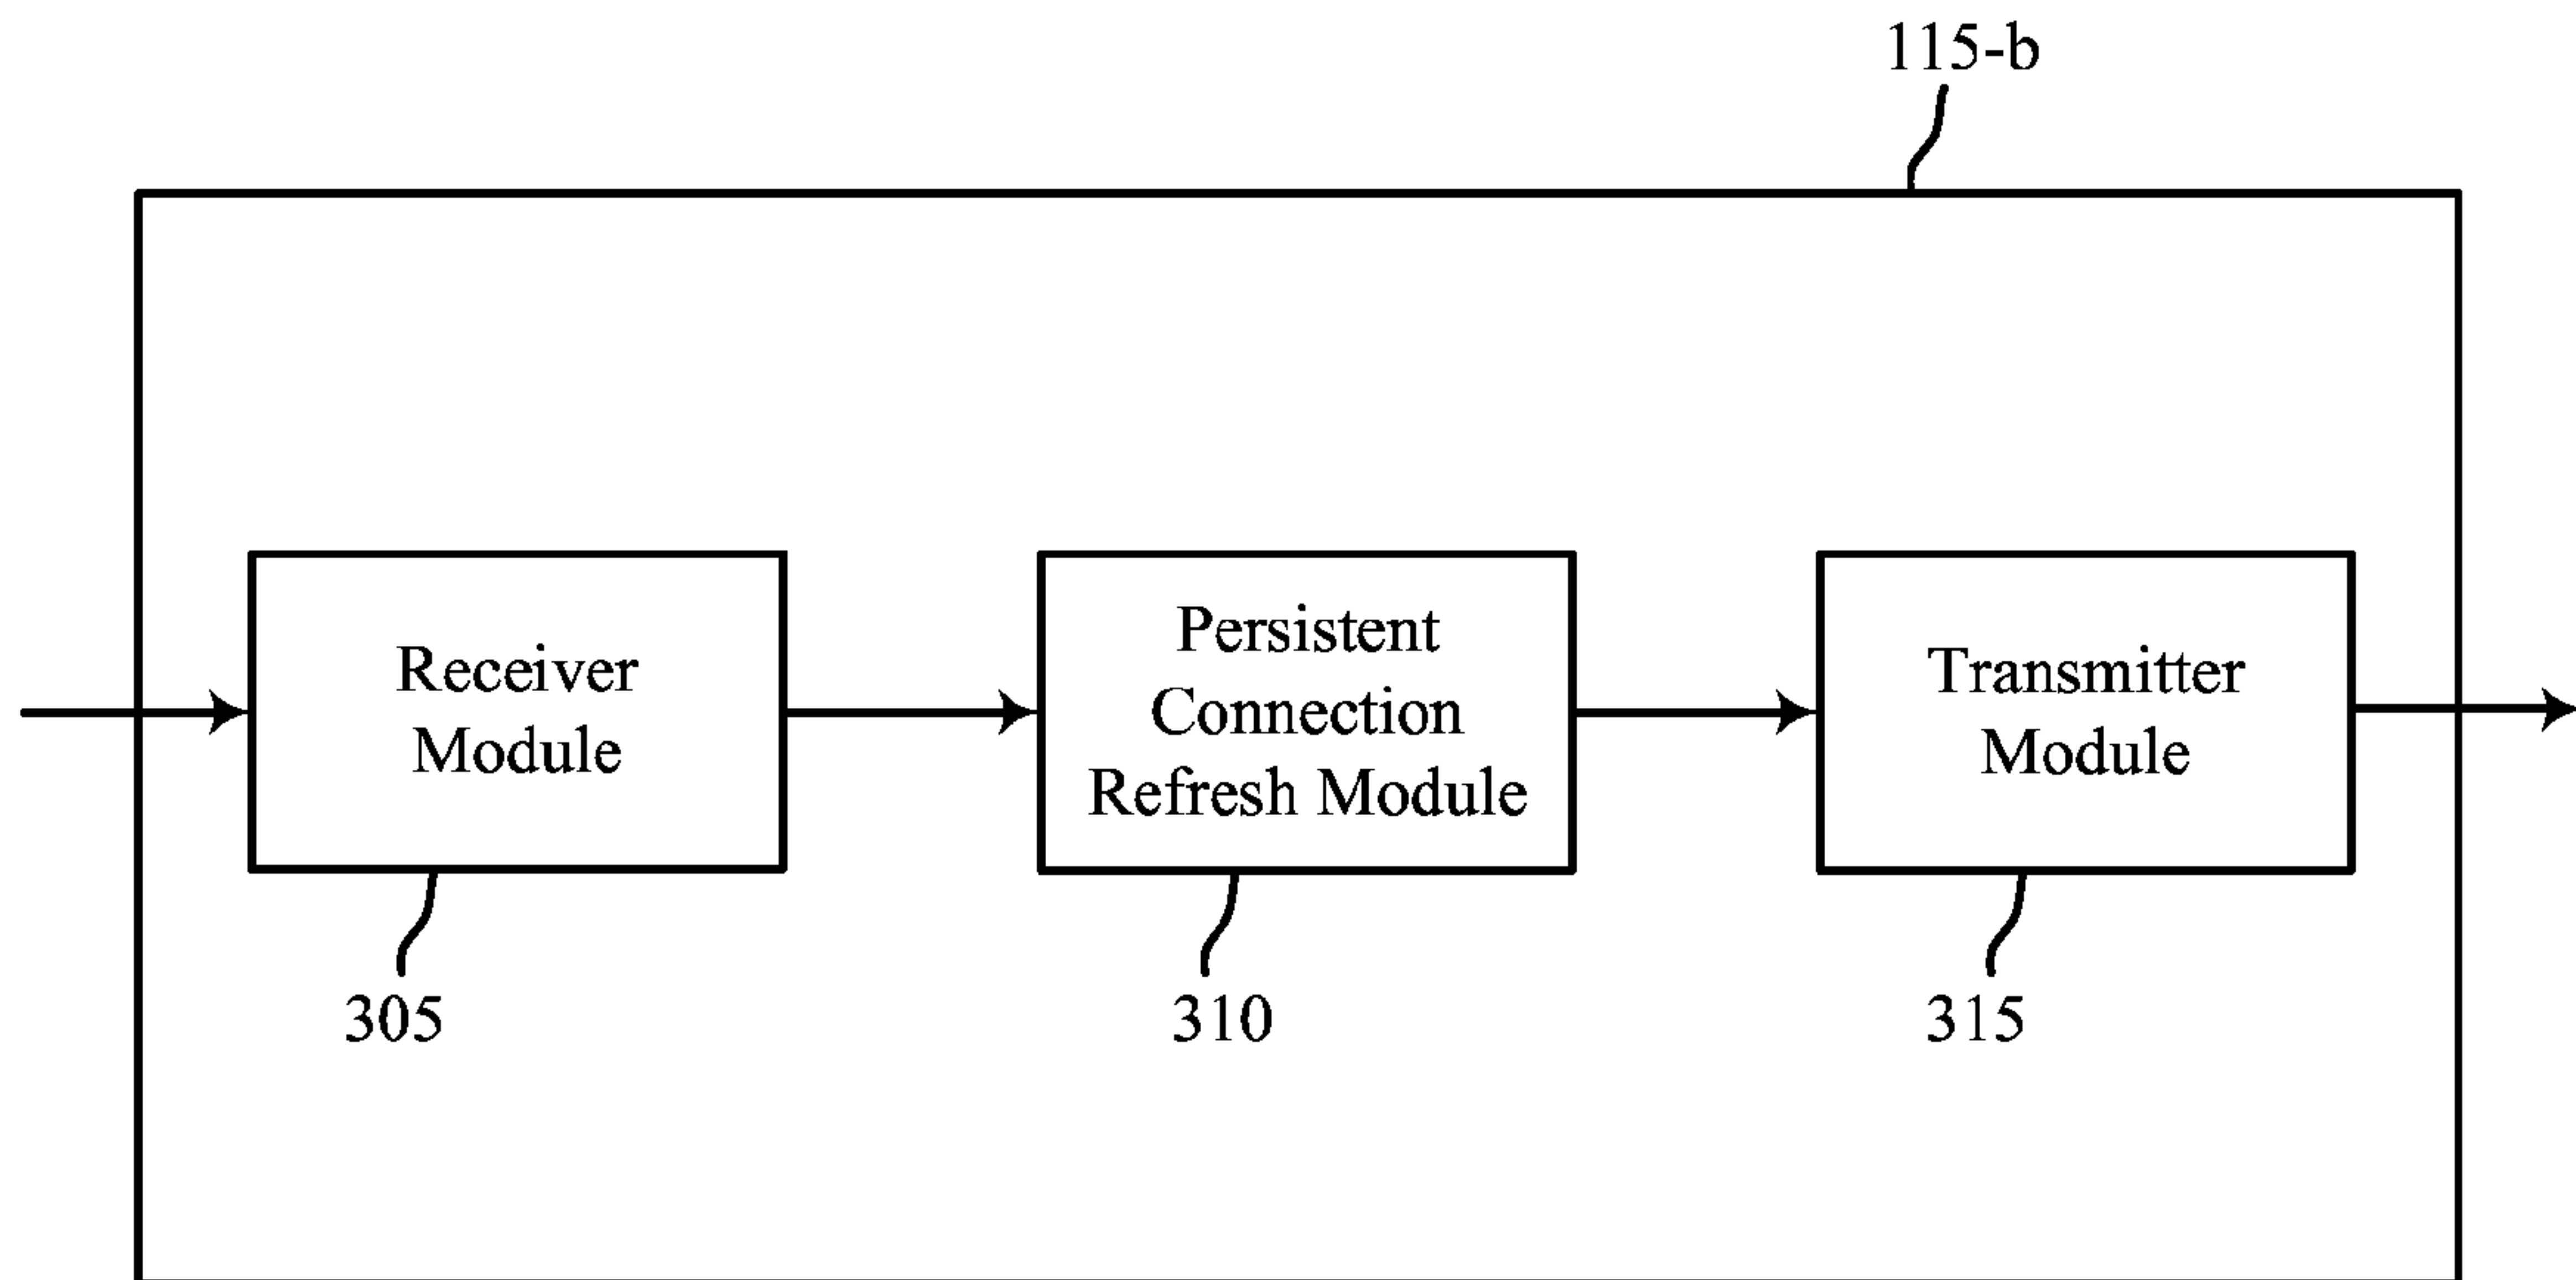 115-b
Receiver
Module
Persistent
Connection
Refresh Module
Transmitter
Module
305
310
315